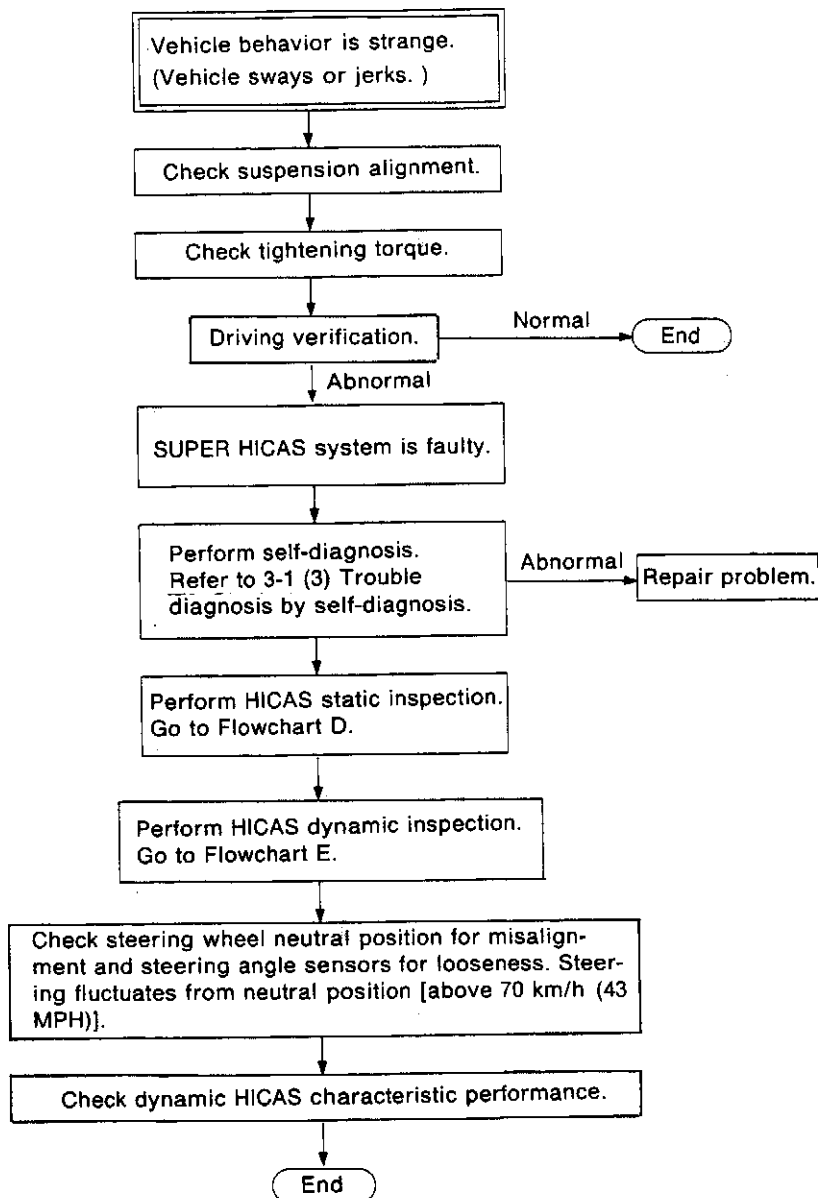 Vehicle behavior is strange.
(Vehicle sways or jerks. )
Check suspension alignment.
Check tightening torque.
Driving verification.
Normal
End
Abnormal
SUPER HICAS system is faulty.
Perform self-diagnosis.
Refer to 3-1 (3) Trouble
diagnosis by self-diagnosis.
Abnormal
Repair problem.
Perform HICAS static inspection.
Go to Flowchart D.
Perform HICAS dynamic inspection.
Go to Flowchart E.
Check steering wheel neutral position for misalign-
ment and steering angle sensors for looseness. Steer-
ing fluctuates from neutral position [above 70 km/h (43
MPH)].
Check dynamic HICAS characteristic performance.
End